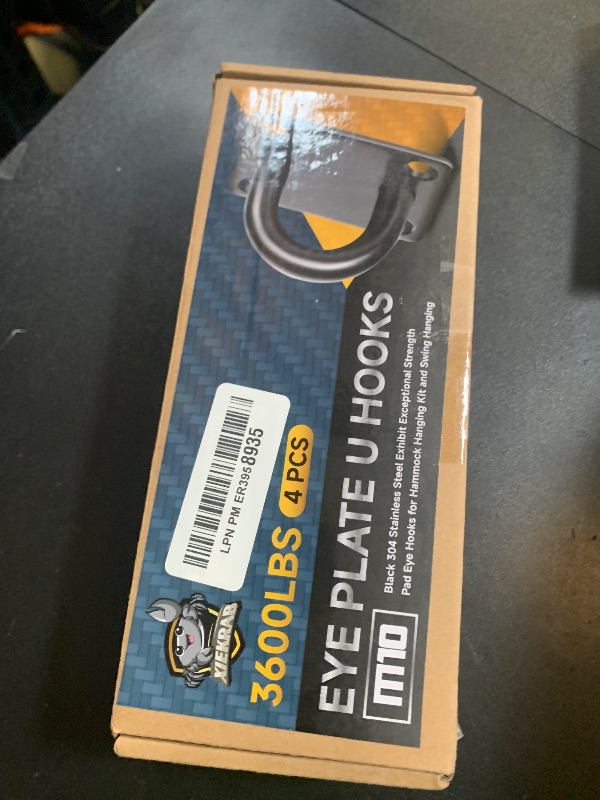 LPN PM ER3958935
XIEKRAB
3600LBS 4 PCS
EYE PLATE U HOOKS
M10
Black 304 Stainless Steel Exhibit Exceptional Strength
Pad Eye Hooks for Hammock Hanging Kit and Swing Hanging